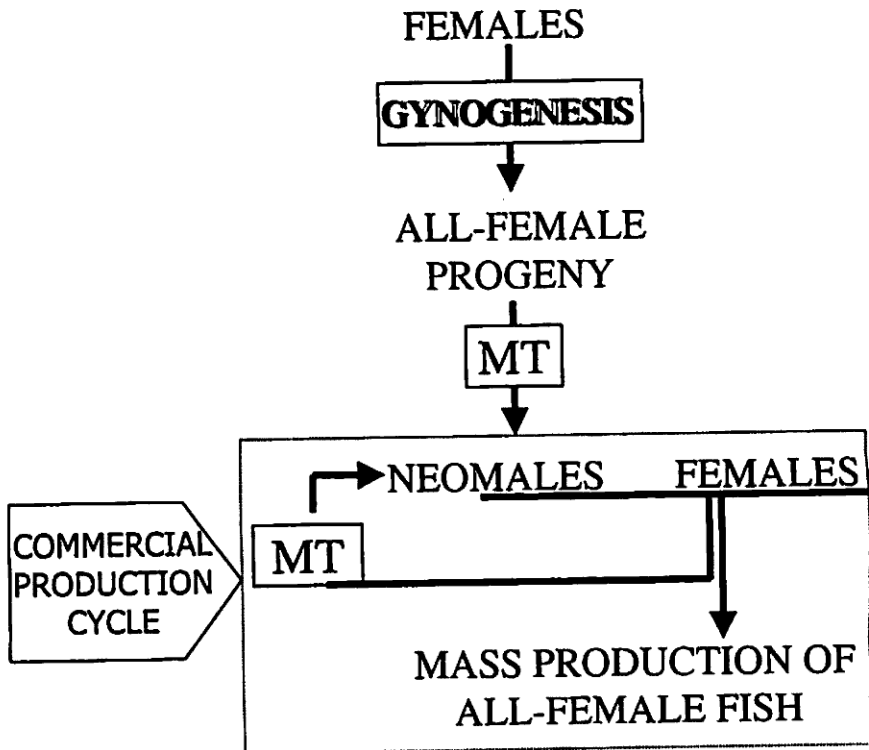 FEMALES
GYNOGENESIS
ALL-FEMALE
PROGENY
MT
NEOMALES FEMALES
COMMERCIAL
PRODUCTION
CYCLE
MT
MASS PRODUCTION OF
ALL-FEMALE FISH